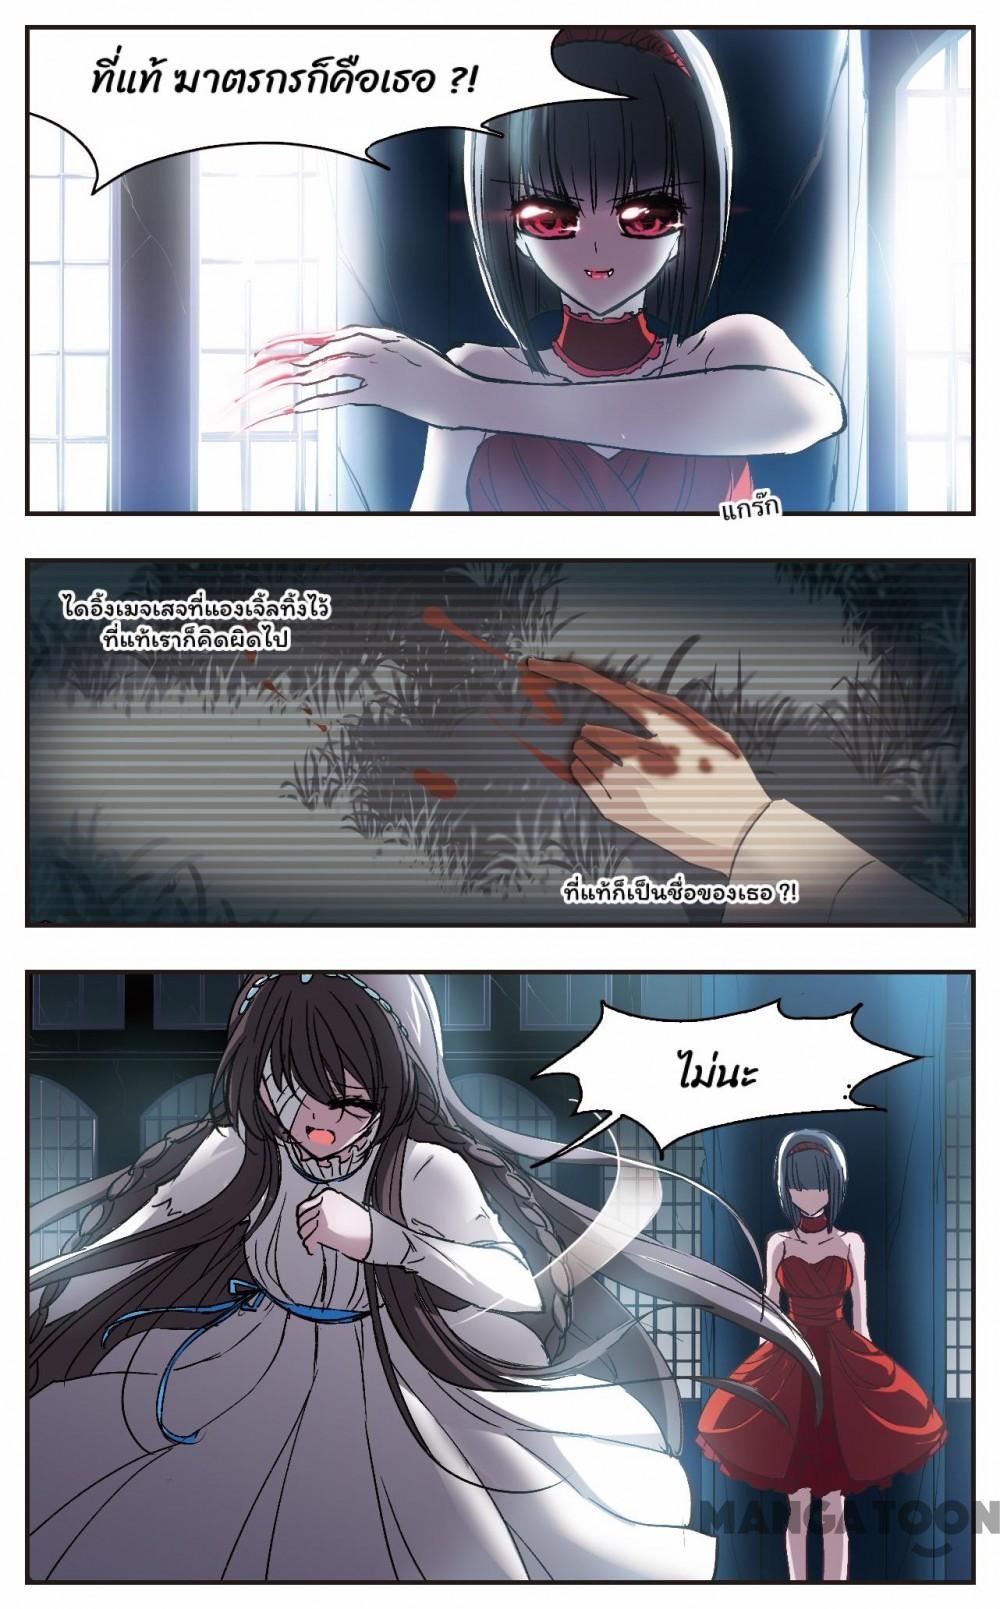 ที่แท้ ฆาตรกรก็คือเธอ ?!
แกร๊ก
ไดอิ้งเมจเสจที่แองเจิ้ลทิ้งไว้
ที่แท้เราก็คิดผิดไป
ที่แท้ก็เป็นชื่อของเธอ ?!
ไม่นะ
MANGATOON